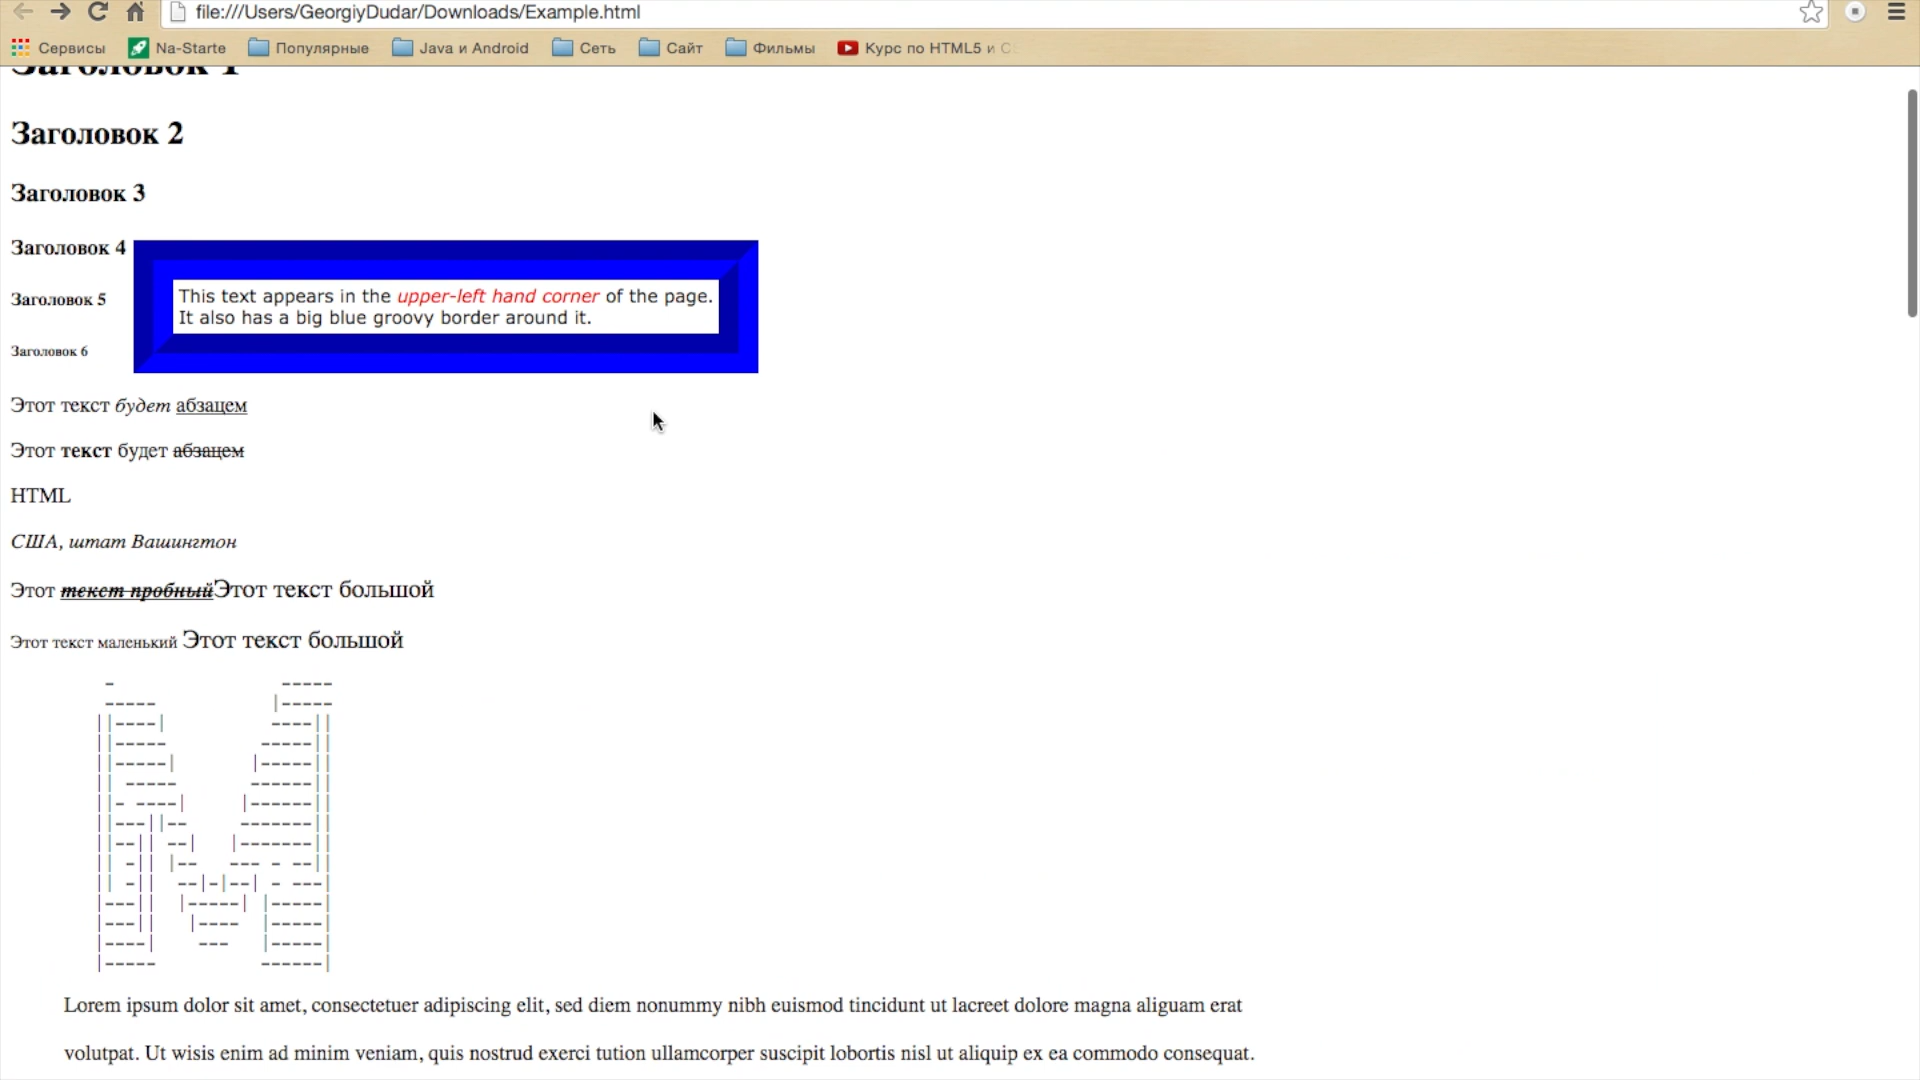 file:///Users/GeorgiyDudar/Downloads/Example.html
Сервисы Na-Starte Популярные Java и Android Сеть Сайт Фильмы Курс по HTML5 и CS
Заголовок 1
Заголовок 2
Заголовок 3
Заголовок 4
This text appears in the upper-left hand corner of the page.
Заголовок 5
It also has a big blue groovy border around it.
Заголовок 6
Этот текст будет абзацем
Этот текст будет абзацем
HTML
США, штат Вашингтон
Этот текст пробныйЭтот текст большой
Этот текст маленький Этот текст большой
Lorem ipsum dolor sit amet, consectetuer adipiscing elit, sed diem nonummy nibh euismod tincidunt ut lacreet dolore magna aliguam erat
volutpat. Ut wisis enim ad minim veniam, quis nostrud exerci tution ullamcorper suscipit lobortis nisl ut aliquip ex ea commodo consequat.